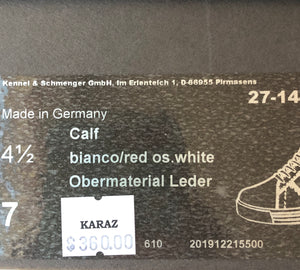 Kennel & Schmenger GmbH, Im Erlenteich 1, D-66955 Pirmasens
27-14
Made in Germany
Calf
4½
bianco/red os.white
Obermaterial Leder
7
KARAZ
$360.00
610
201912215500